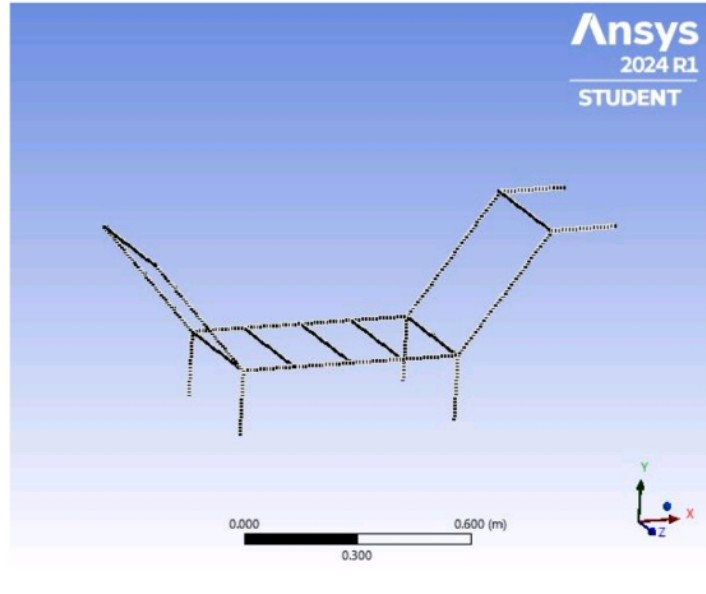 Ansys
2024 R1
STUDENT
Y
X
Z
0.000 0.600 (m)
0.300